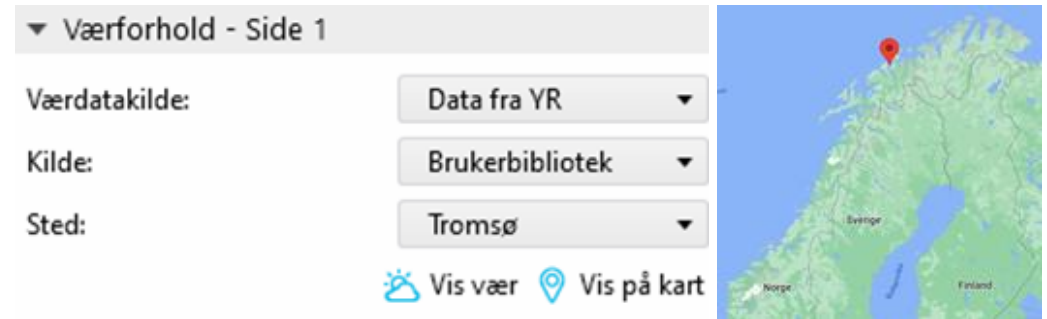 Værforhold - Side 1
Værdatakilde: Data fra YR
Kilde: Brukerbibliotek
Sted: Tromsø
Vis vær Vis på kart
Sverige
Norge
Finland